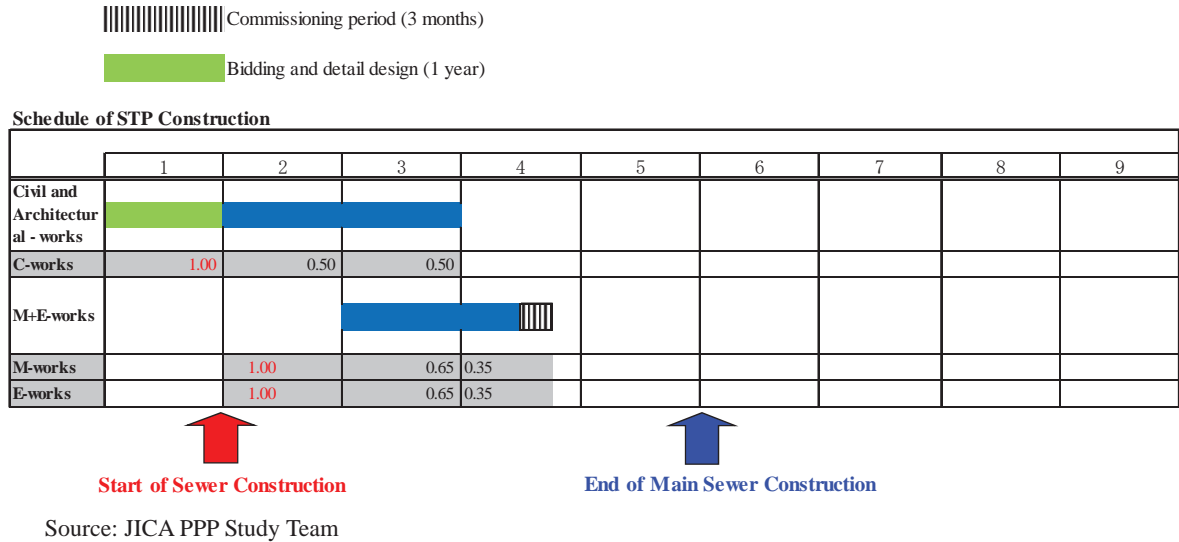 Commissioning period (3 months)
Bidding and detail design (1 year)
Schedule of STP Construction
1 2 3 4 5 6 7 8 9
Civil and
Architectur
al - works
C-works 1.00 0.50 0.50
M+E-works
M-works 1.00 0.65 0.35
E-works 1.00 0.65 0.35
Start of Sewer Construction
End of Main Sewer Construction
Source: JICA PPP Study Team